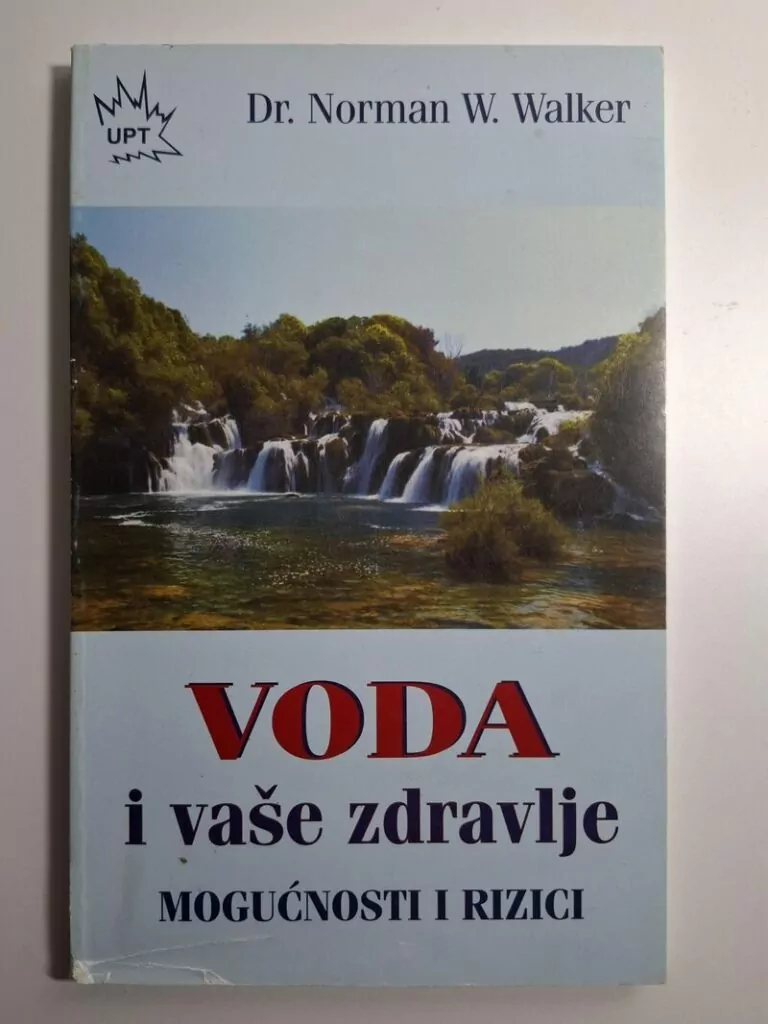 UPT
Dr. Norman W. Walker
VODA
i vaše zdravlje
MOGUĆNOSTI I RIZICI